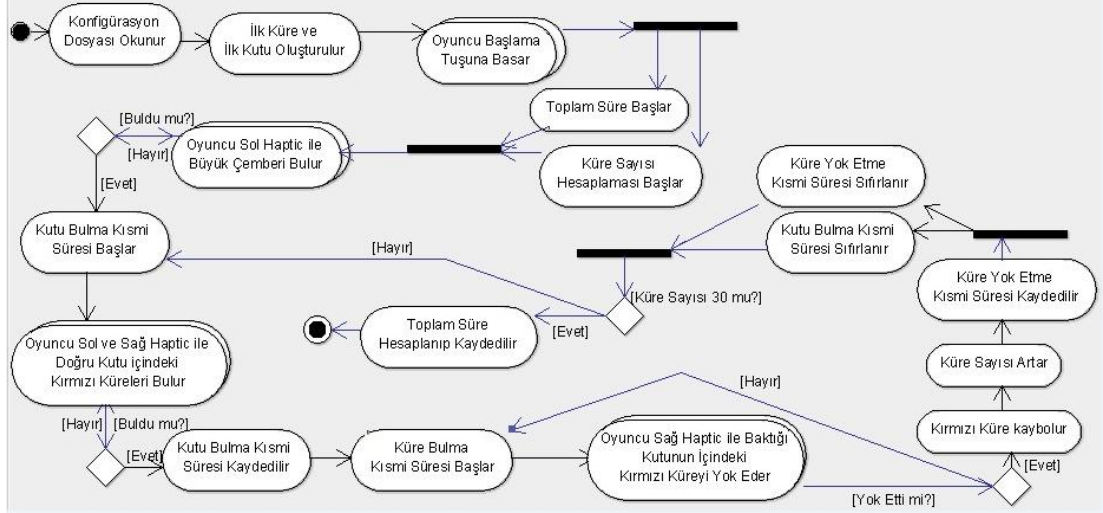 Konfigürasyon
Dosyası Okunur
İlk Küre ve
İlk Kutu Oluşturulur
Oyuncu Başlama
Tuşuna Basar
Toplam Süre Başlar
Küre Sayısı
Hesaplaması Başlar
Oyuncu Sol Haptic ile
Büyük Çemberi Bulur
[Buldu mu?]
[Hayır]
[Evet]
Kutu Bulma Kısmi
Süresi Başlar
Oyuncu Sol ve Sağ Haptic ile
Doğru Kutu içindeki
Kırmızı Küreleri Bulur
[Hayır]
[Buldu mu?]
[Evet]
Kutu Bulma Kısmi
Süresi Kaydedilir
Küre Bulma
Kısmi Süresi Başlar
Oyuncu Sağ Haptic ile Baktığı
Kutunun İçindeki
Kırmızı Küreyi Yok Eder
[Yok Etti mi?]
[Hayır]
[Evet]
Kırmızı Küre kaybolur
Küre Sayısı Artar
Küre Yok Etme
Kısmi Süresi Kaydedilir
Küre Yok Etme
Kısmi Süresi Sıfırlanır
Kutu Bulma Kısmi
Süresi Sıfırlanır
[Küre Sayısı 30 mu?]
[Hayır]
[Evet]
Toplam Süre
Hesaplanıp Kaydedilir